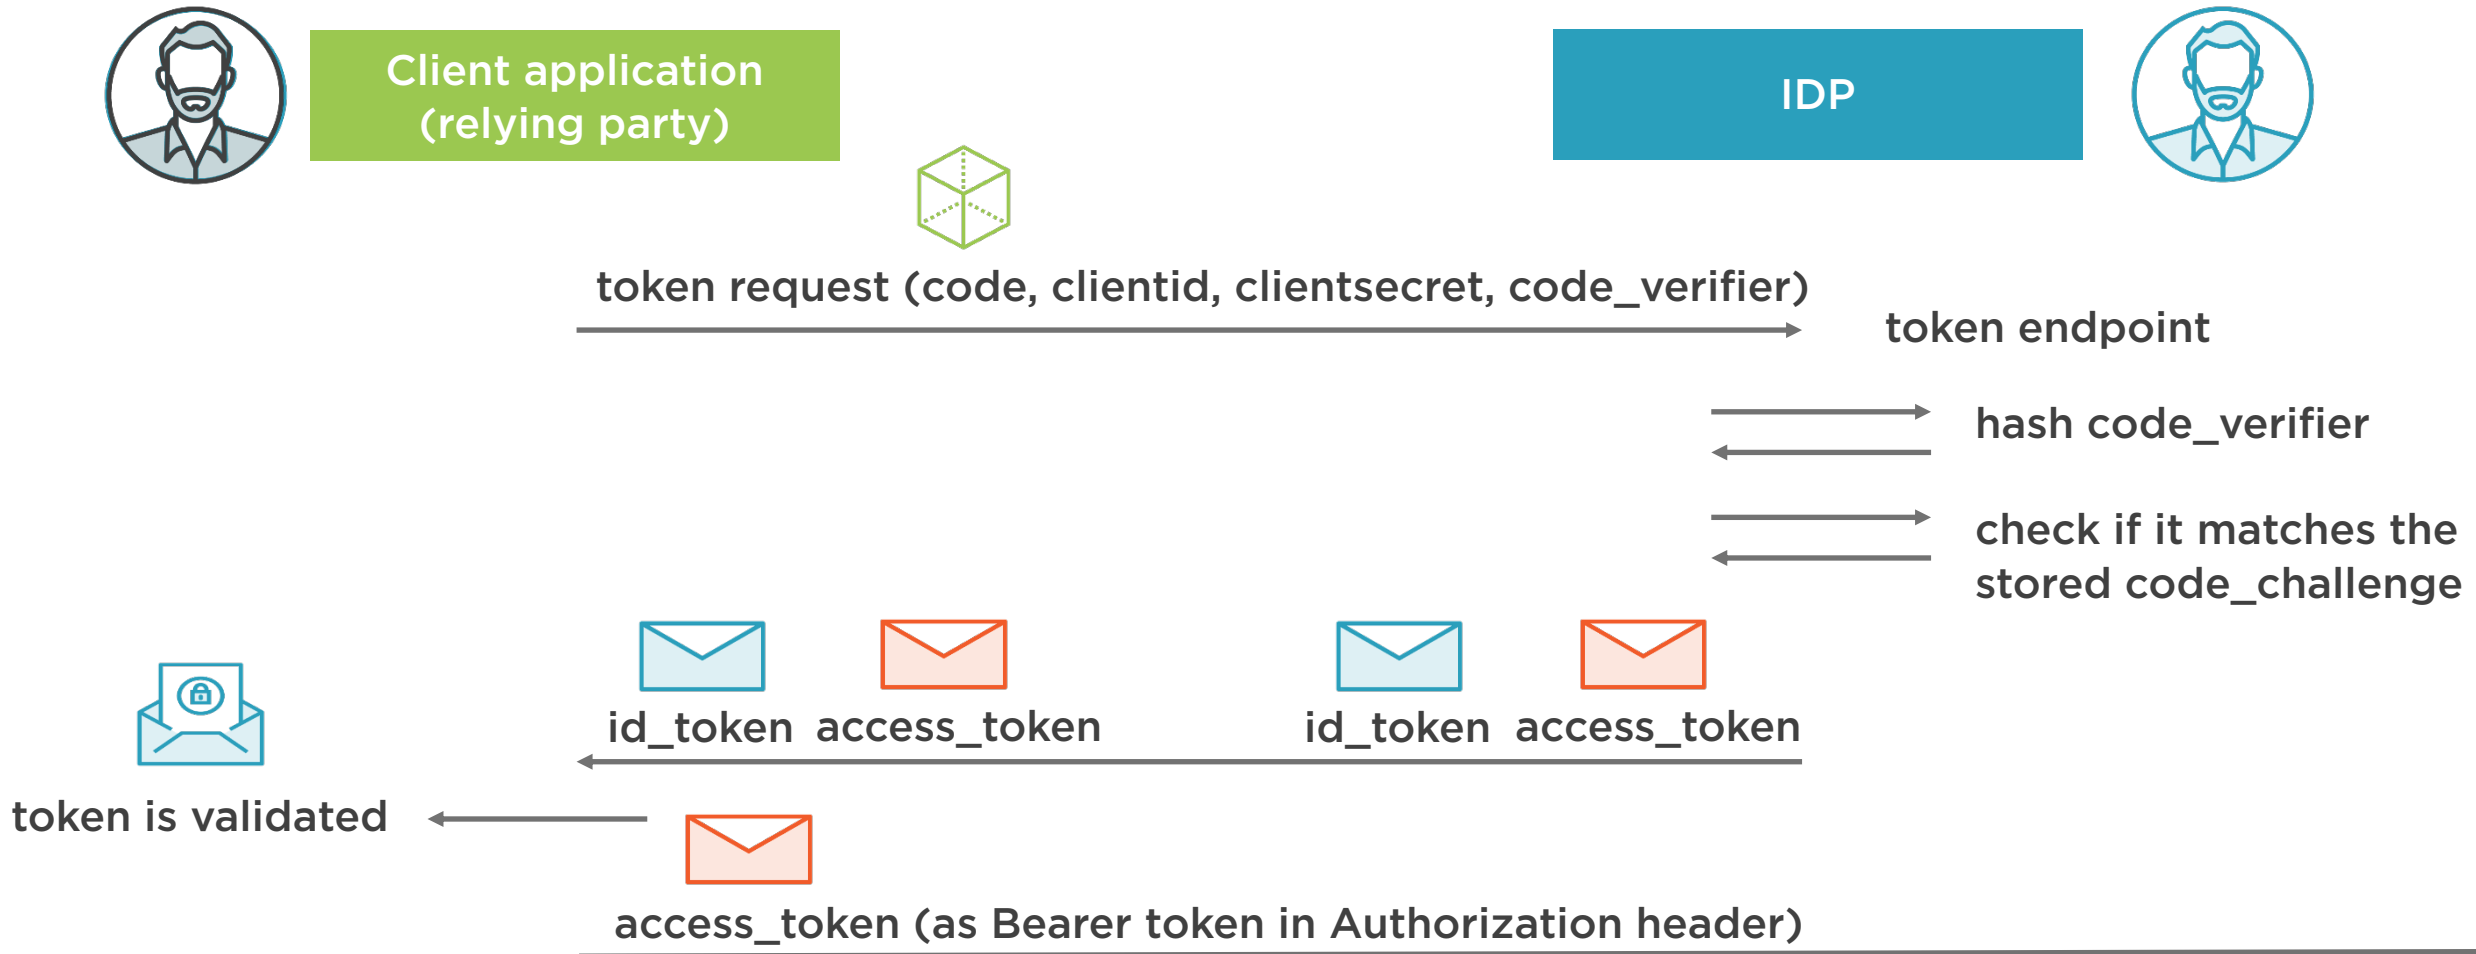 Client application
(relying party)
IDP
token request (code, clientid, clientsecret, code_verifier)
token endpoint
hash code_verifier
check if it matches the
stored code_challenge
id_token
access_token
id_token
access_token
token is validated
access_token (as Bearer token in Authorization header)